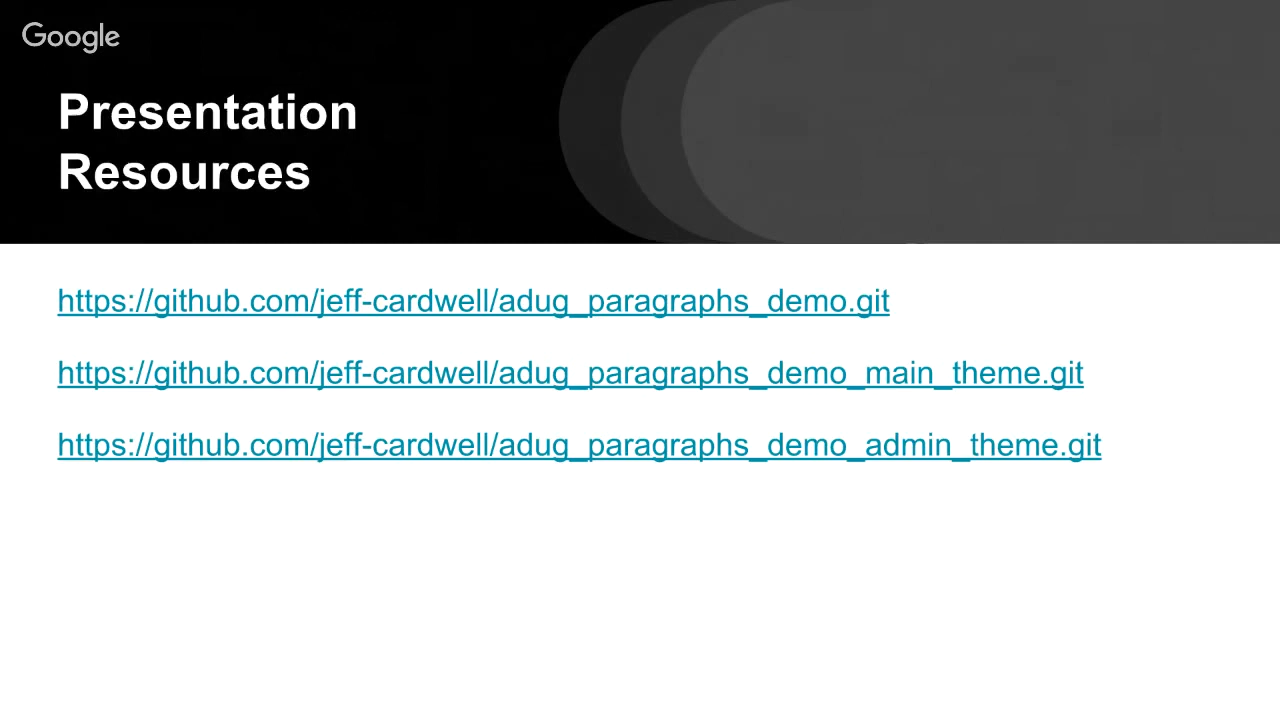 Google
Presentation
Resources
https://github.com/jeff-cardwell/adug_paragraphs_demo.git
https://github.com/jeff-cardwell/adug_paragraphs_demo_main_theme.git
https://github.com/jeff-cardwell/adug_paragraphs_demo_admin_theme.git